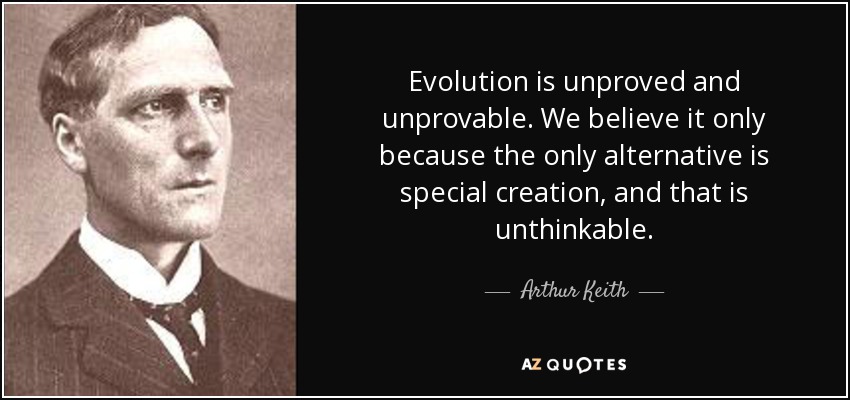 Evolution is unproved and
unprovable. We believe it only
because the only alternative is
special creation, and that is
unthinkable.
Arthur Keith
AZ QUOTES